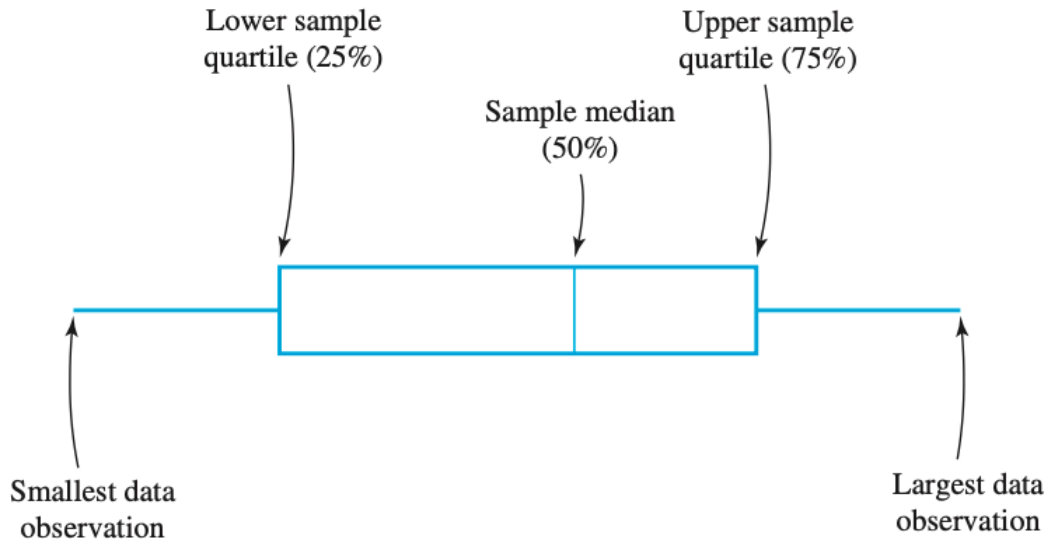 Lower sample
quartile (25%)
Upper sample
quartile (75%)
Sample median
(50%)
Smallest data
observation
Largest data
observation